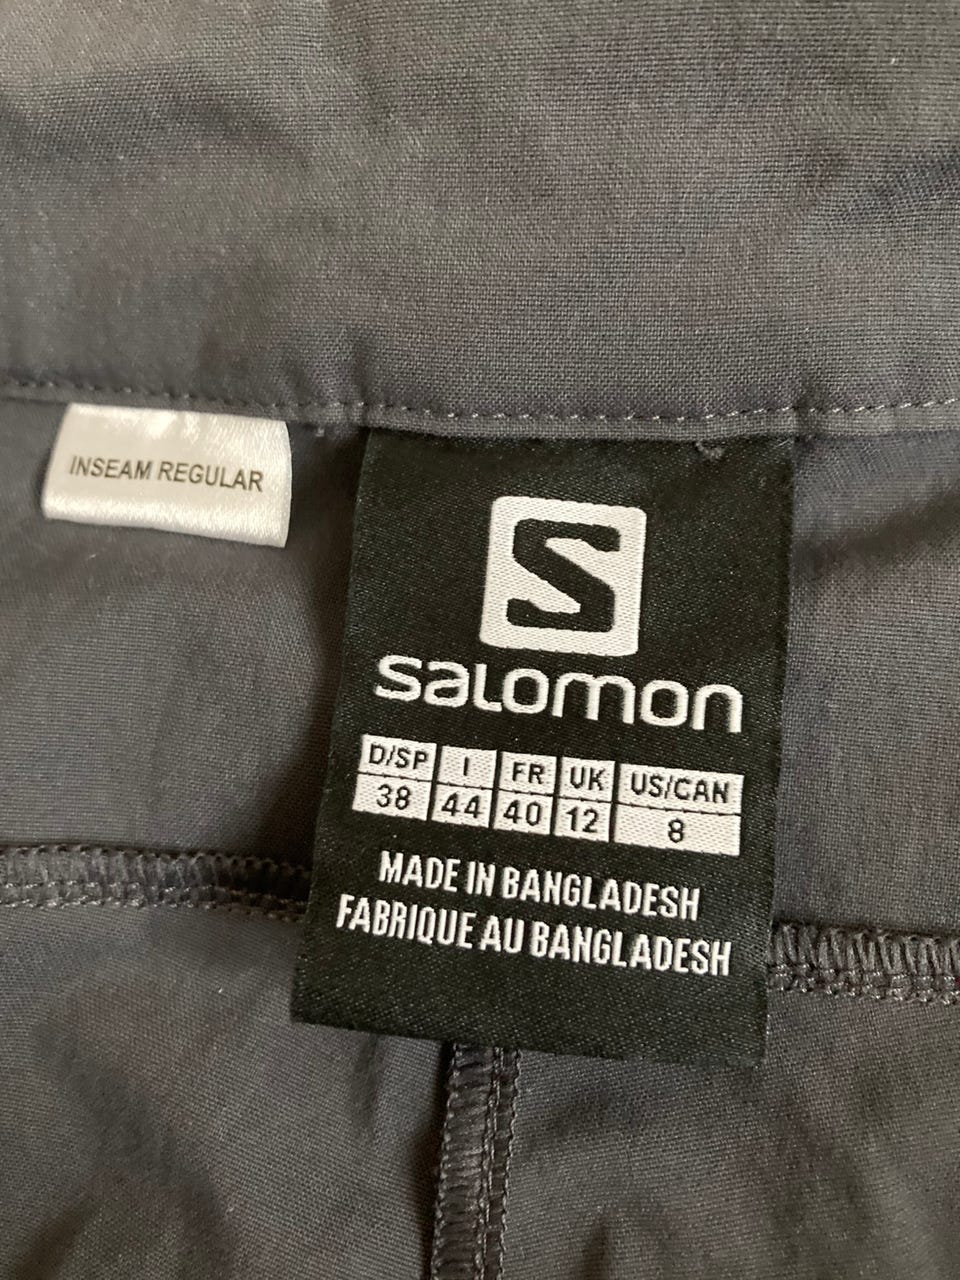 INSEAM REGULAR
S
salomon
D/SP I FR UK US/CAN
38 44 40 12 8
MADE IN BANGLADESH
FABRIQUE AU BANGLADESH